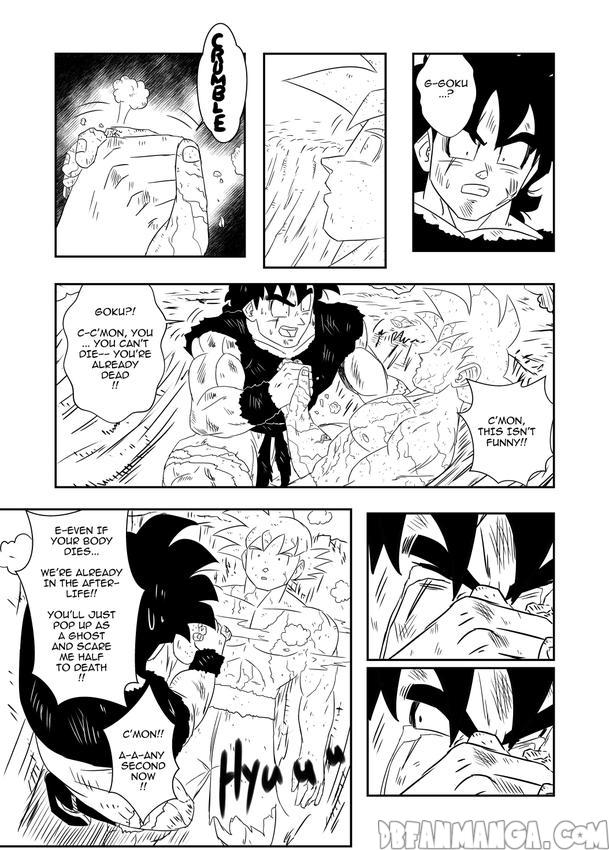 CRUMBLE
G-GOKU
...?
GOKU?!
C-C'MON, YOU
... YOU CAN'T
DIE-- YOU'RE
ALREADY
DEAD
!!
C'MON,
THIS ISN'T
FUNNY!!
E-EVEN IF
YOUR BODY
DIES...
WE'RE ALREADY
IN THE AFTER-
LIFE!!
YOU'LL JUST
POP UP AS
A GHOST
AND SCARE
ME HALF
TO DEATH
!!
C'MON!!
A-A-ANY
SECOND
NOW !!
Hyuuu
DBFANMANGA.COM